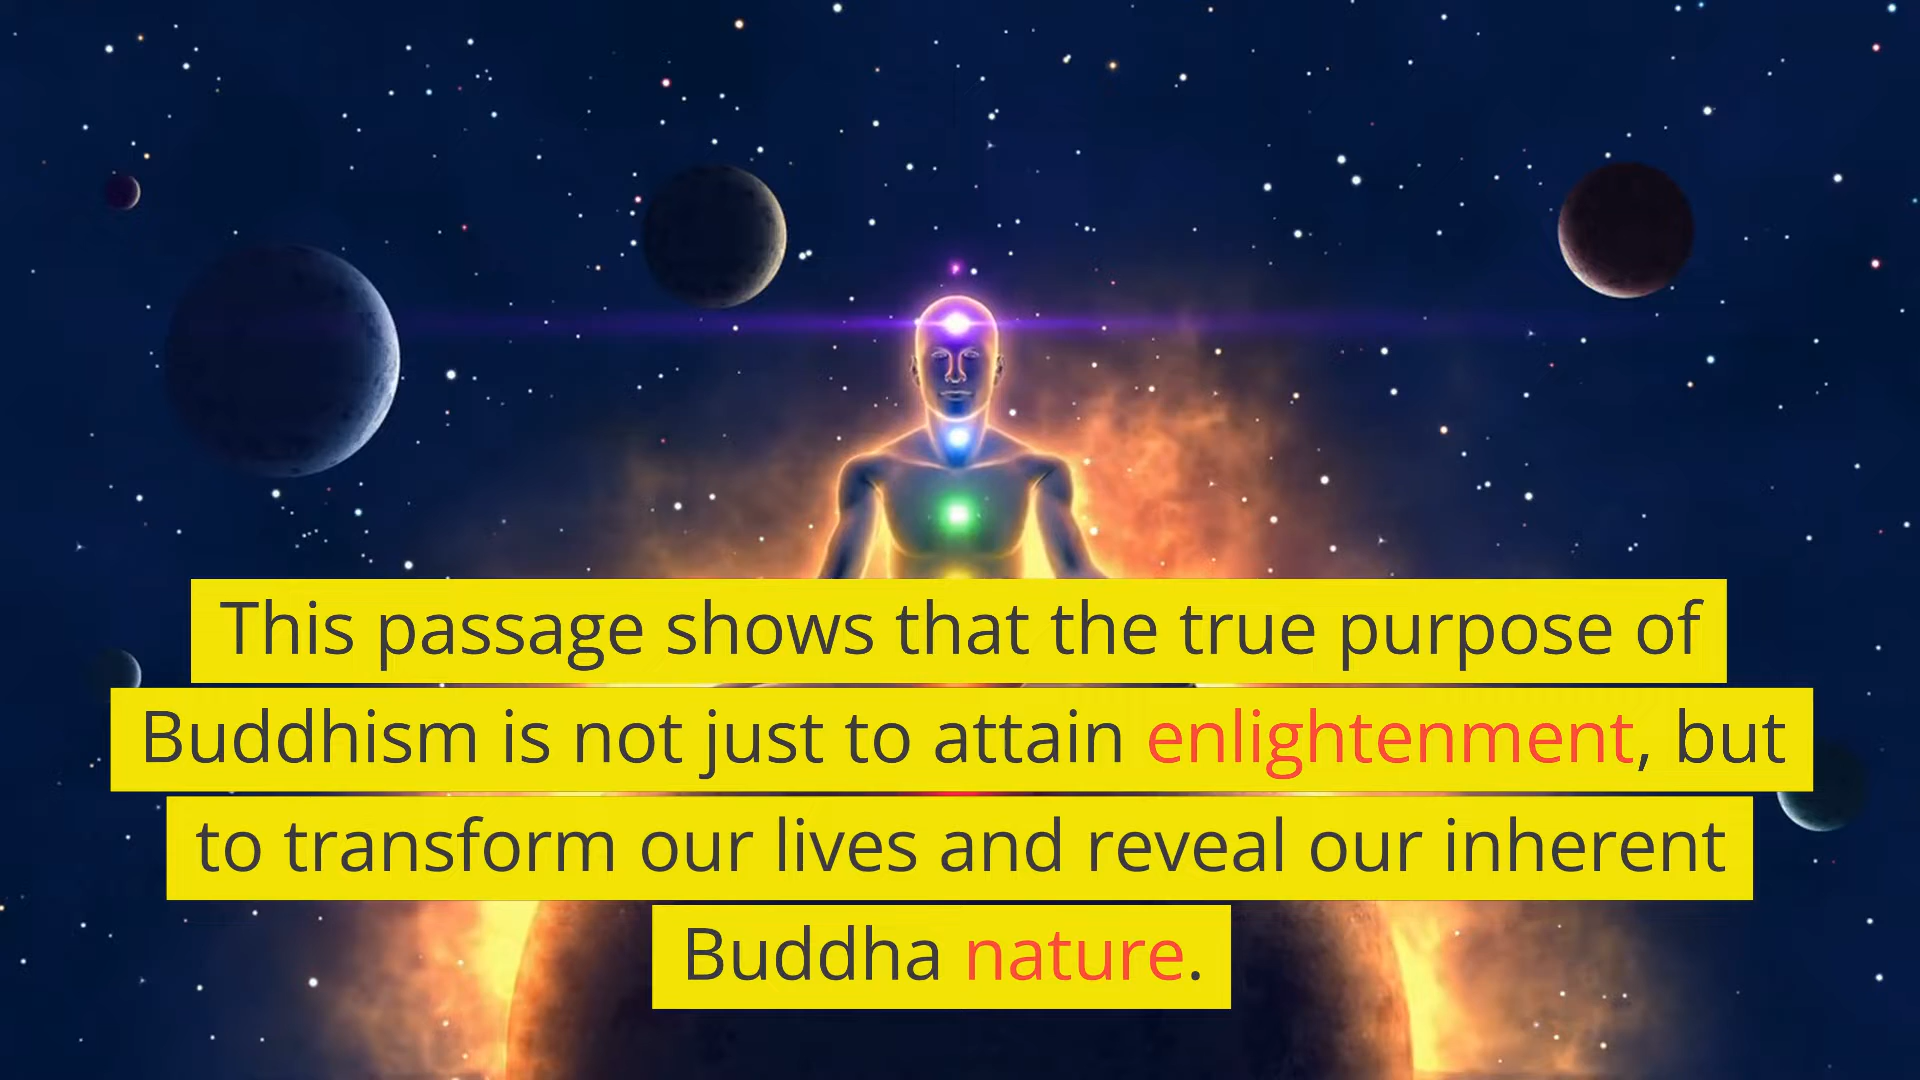 This passage shows that the true purpose of
Buddhism is not just to attain enlightenment, but
to transform our lives and reveal our inherent
Buddha nature.